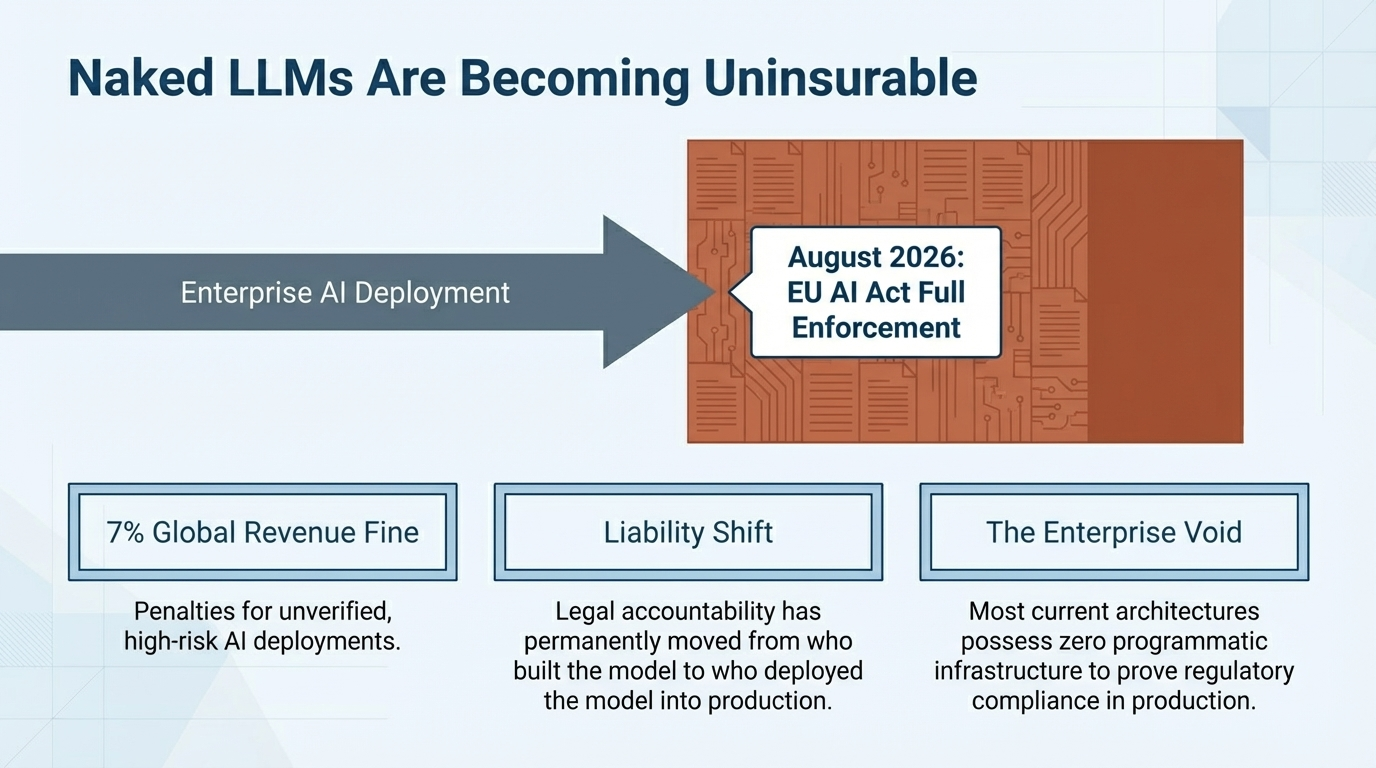 Naked LLMs Are Becoming Uninsurable
Enterprise AI Deployment
August 2026:
EU AI Act Full
Enforcement
7% Global Revenue Fine
Penalties for unverified,
high-risk AI deployments.
Liability Shift
Legal accountability has
permanently moved from who
built the model to who deployed
the model into production.
The Enterprise Void
Most current architectures
possess zero programmatic
infrastructure to prove regulatory
compliance in production.